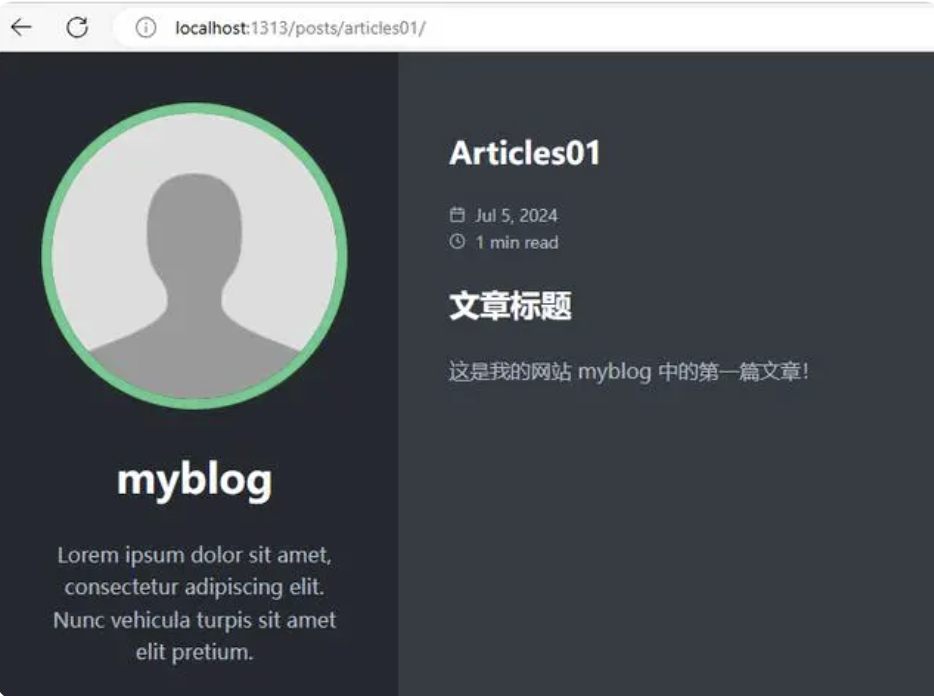 localhost:1313/posts/articles01/
Articles01
Jul 5, 2024
1 min read
文章标题
这是我的网站 myblog 中的第一篇文章！
myblog
Lorem ipsum dolor sit amet,
consectetur adipiscing elit.
Nunc vehicula turpis sit amet
elit pretium.